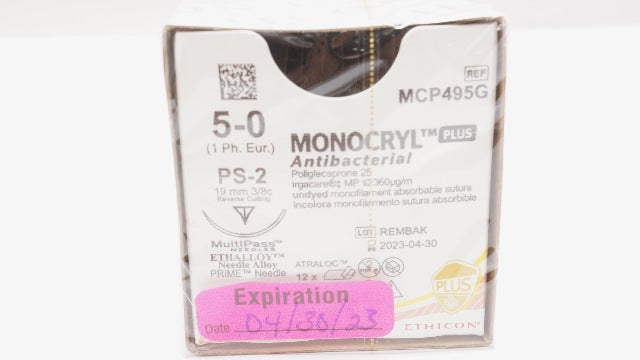 REF
MCP495G
5-0
(1 Ph. Eur.)
MONOCRYL™ PLUS
Antibacterial
PS-2
19 mm 3/8c
Reverse Cutting
Poliglecaprone 25
Irgacare®‡ MP ≤2360µg/m
undyed monofilament absorbable suture
incolora monofilamento sutura absorbible
LOT REMBAK
2023-04-30
MultiPass™
NEEDLES
ETHALLOY™
Needle Alloy
PRIME™ Needle
ATRALOC™
12 x
2
PLUS
Expiration
Date 04/30/23
ETHICON